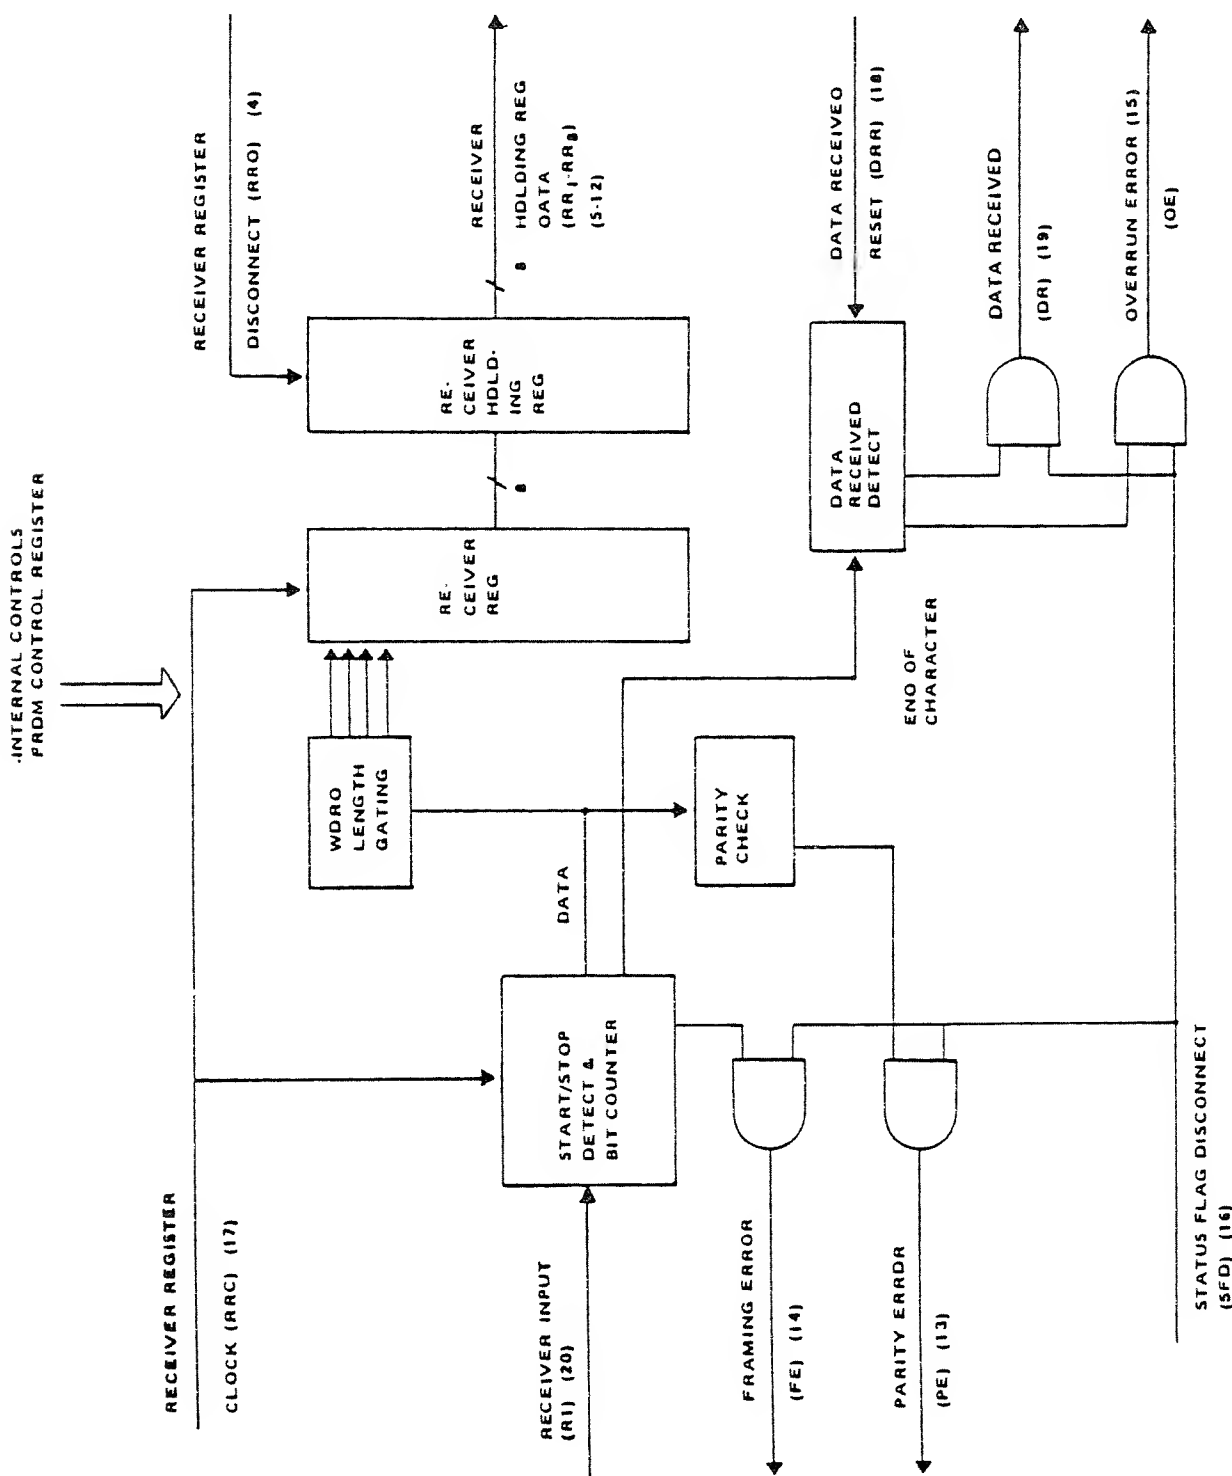 ·INTERNAL CONTROLS
PRDM CONTROL REGISTER
RECEIVER REGISTER
CLOCK (RRC) (17)
RECEIVER REGISTER
DISCONNECT (RRO) (4)
WDRO
LENGTH
GATING
RE-
CEIVER
REG
8
RE-
CEIVER
HDLD-
ING
REG
8
RECEIVER
HDLDING REG
OATA
(RR1-RR8)
(5-12)
RECEIVER INPUT
(R1) (20)
START/STOP
DETECT &
BIT COUNTER
DATA
PARITY
CHECK
ENO OF
CHARACTER
DATA
RECEIVED
DETECT
DATA RECEIVEO
RESET (DRR) (18)
FRAMING ERROR
(FE) (14)
PARITY ERRDR
(PE) (13)
DATA RECEIVED
(DR) (19)
OVERRUN ERROR (15)
(OE)
STATUS FLAG DISCONNECT
(SFD) (16)